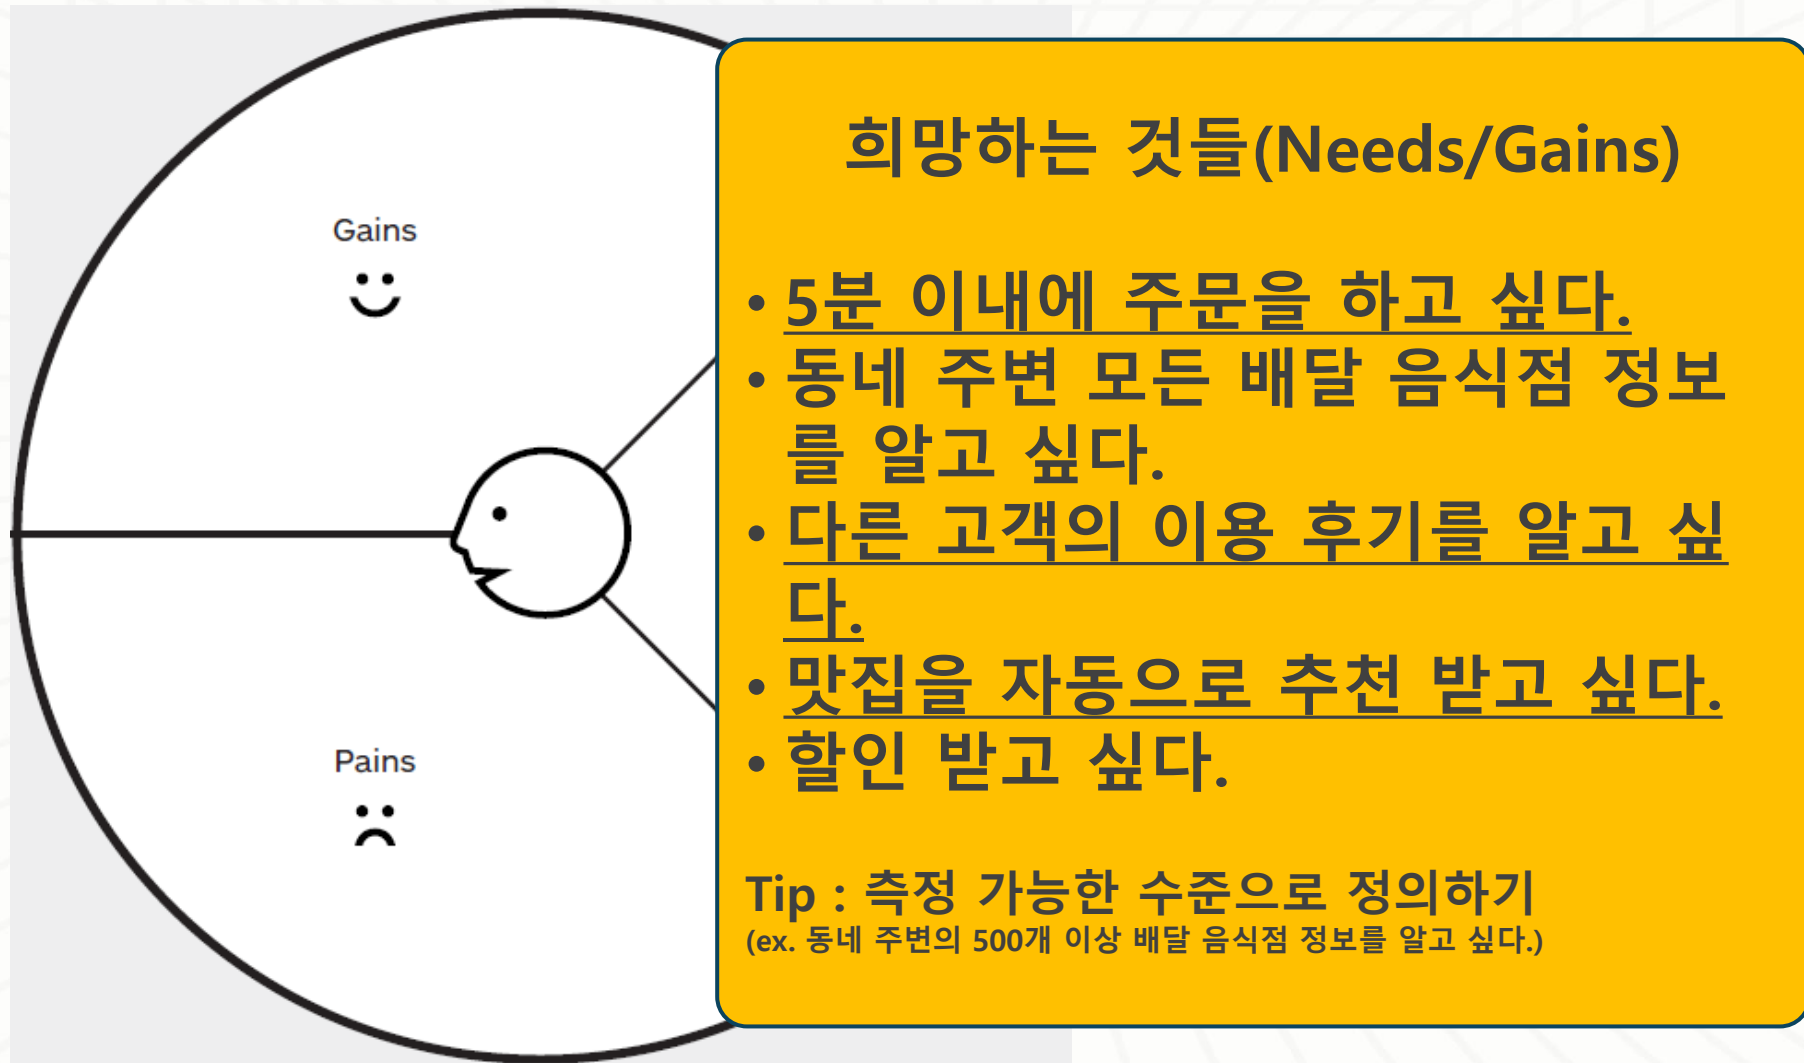 Gains
Pains
희망하는 것들(Needs/Gains)
• 5분 이내에 주문을 하고 싶다.
• 동네 주변 모든 배달 음식점 정보
를 알고 싶다.
• 다른 고객의 이용 후기를 알고 싶
다.
• 맛집을 자동으로 추천 받고 싶다.
• 할인 받고 싶다.
Tip : 측정 가능한 수준으로 정의하기
(ex. 동네 주변의 500개 이상 배달 음식점 정보를 알고 싶다.)